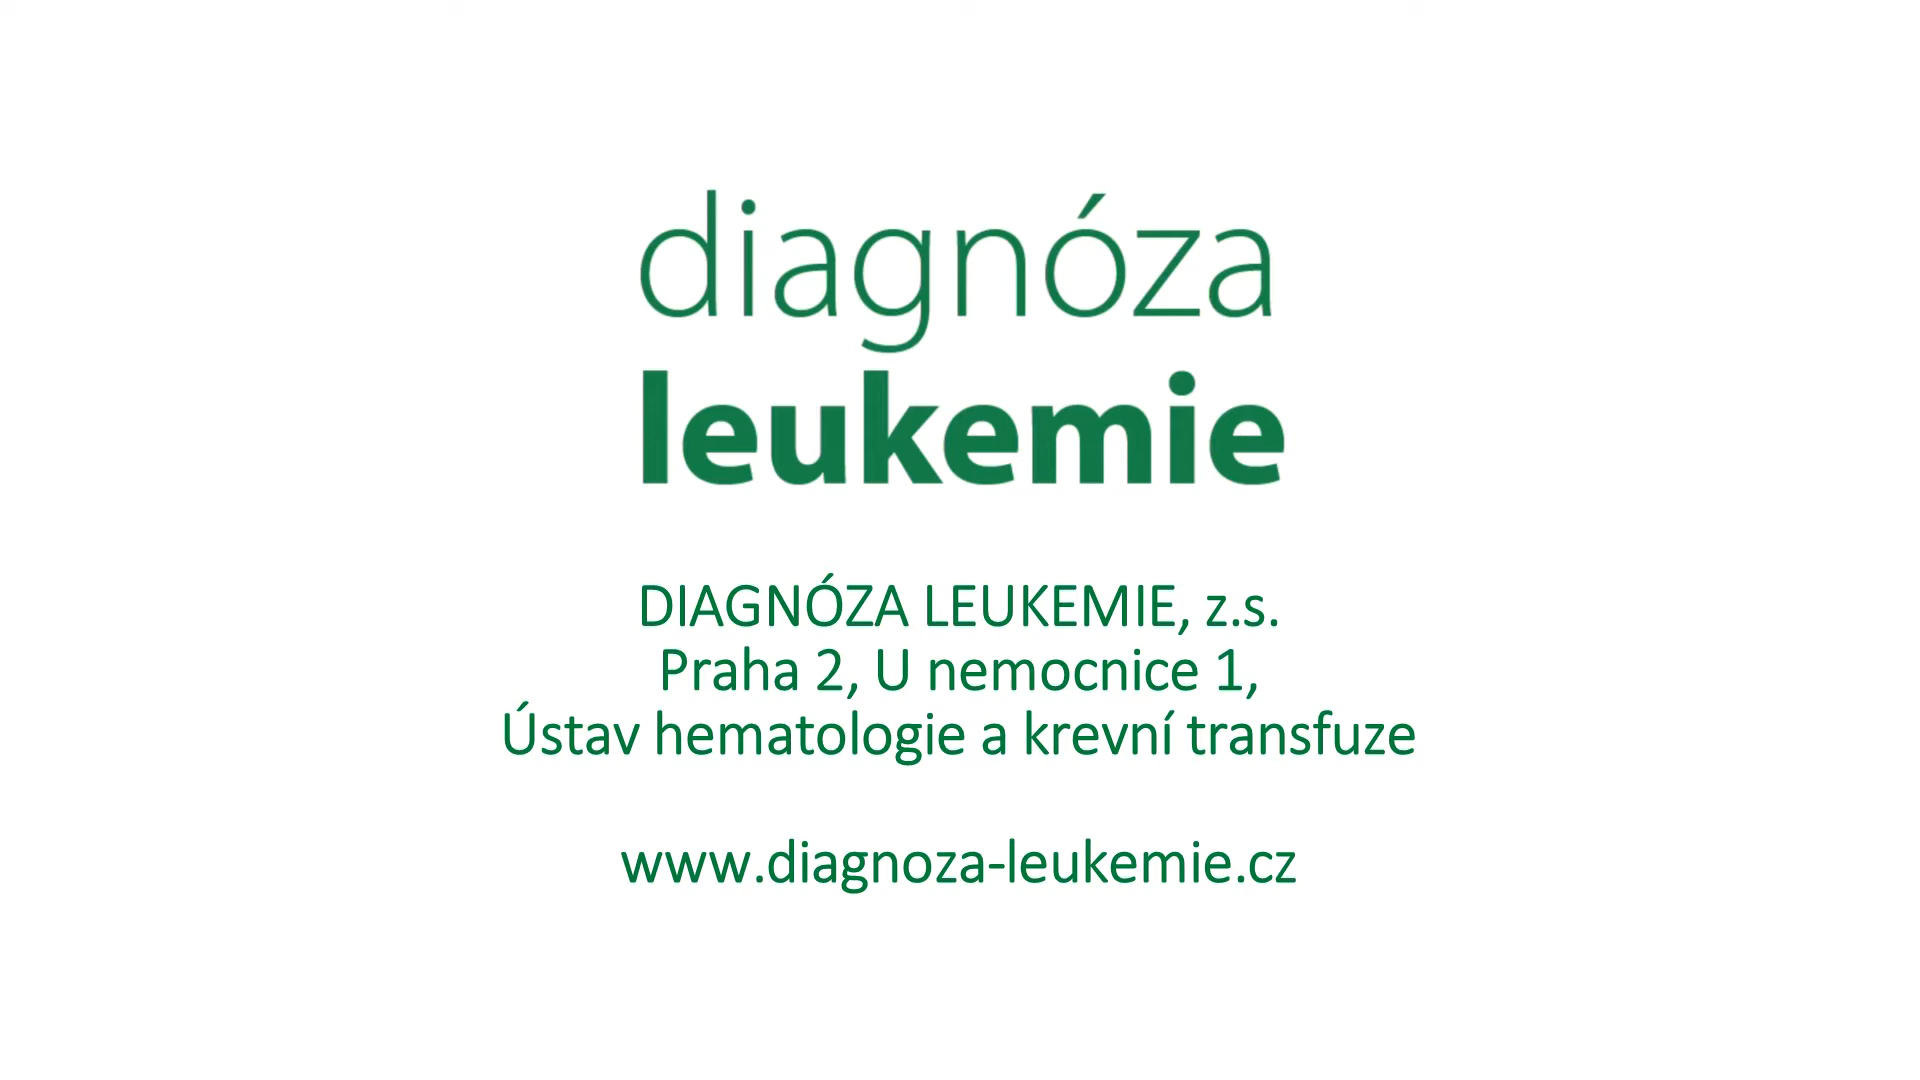 diagnóza
leukemie
DIAGNÓZA LEUKEMIE, z.s.
Praha 2, U nemocnice 1,
Ústav hematologie a krevní transfuze
www.diagnoza-leukemie.cz